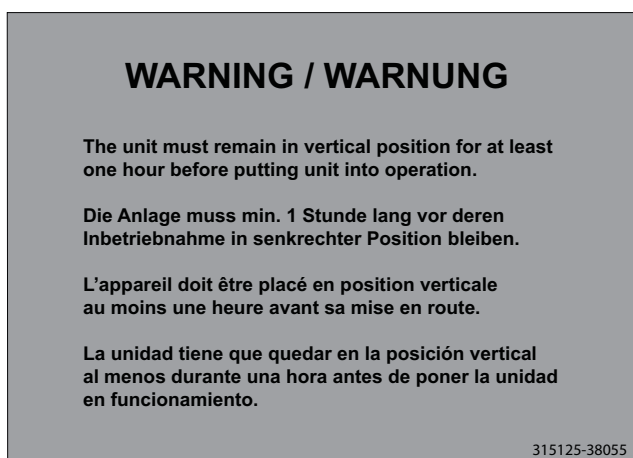 WARNING / WARNUNG
The unit must remain in vertical position for at least
one hour before putting unit into operation.
Die Anlage muss min. 1 Stunde lang vor deren
Inbetriebnahme in senkrechter Position bleiben.
L’appareil doit être placé en position verticale
au moins une heure avant sa mise en route.
La unidad tiene que quedar en la posición vertical
al menos durante una hora antes de poner la unidad
en funcionamiento.
315125-38055